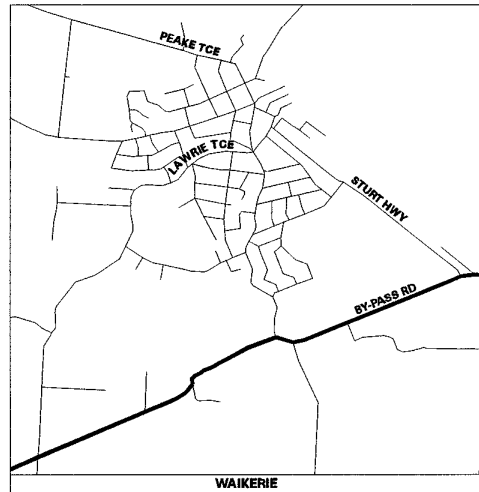 PEAKE TCE
LAWRIE TCE
STURT HWY
BY-PASS RD
WAIKERIE